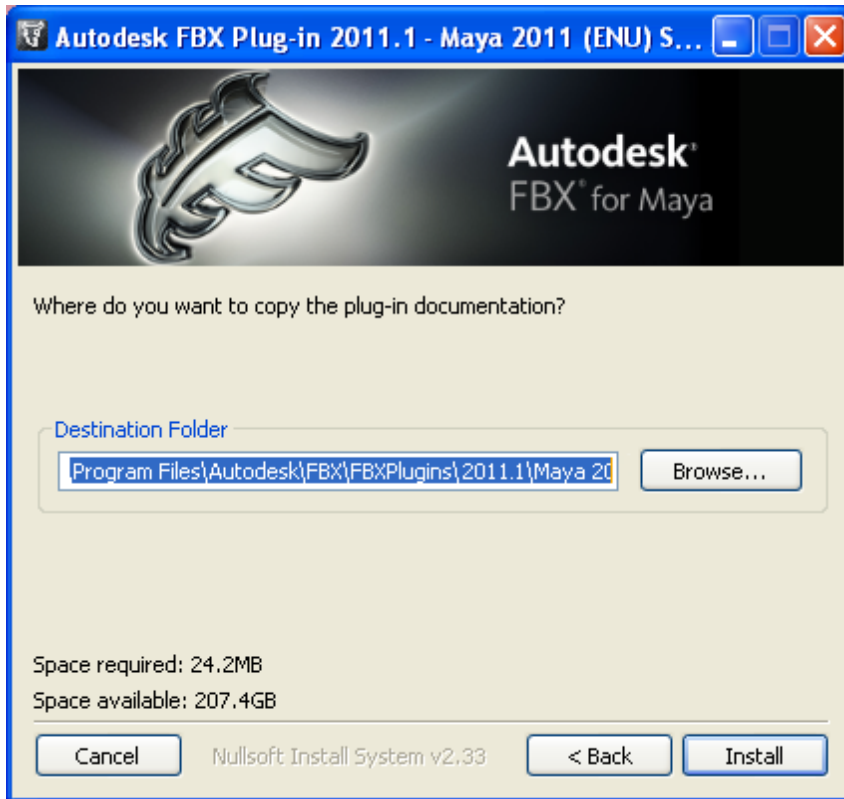 Autodesk FBX Plug-in 2011.1 - Maya 2011 (ENU) S...
Autodesk®
FBX® for Maya
Where do you want to copy the plug-in documentation?
Destination Folder
Program Files\Autodesk\FBX\FBXPlugins\2011.1\Maya 20
Browse...
Space required: 24.2MB
Space available: 207.4GB
Cancel
Nullsoft Install System v2.33
< Back
Install